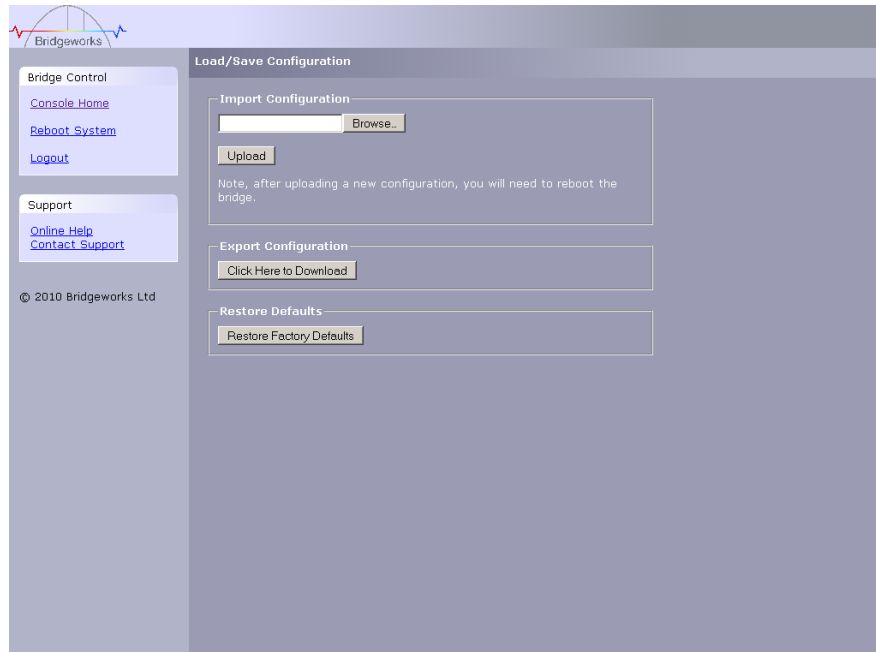 Bridgeworks
Bridge Control
Console Home
Reboot System
Logout
Support
Online Help
Contact Support
© 2010 Bridgeworks Ltd
Load/Save Configuration
Import Configuration
Browse..
Upload
Note, after uploading a new configuration, you will need to reboot the
bridge.
Export Configuration
Click Here to Download
Restore Defaults
Restore Factory Defaults